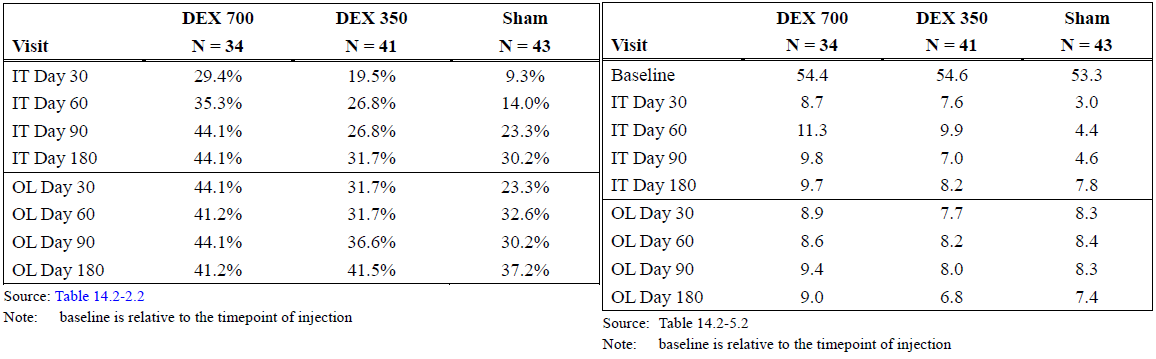 DEX 700 DEX 350 Sham
Visit N = 34 N = 41 N = 43
IT Day 30 29.4% 19.5% 9.3%
IT Day 60 35.3% 26.8% 14.0%
IT Day 90 44.1% 26.8% 23.3%
IT Day 180 44.1% 31.7% 30.2%
OL Day 30 44.1% 31.7% 23.3%
OL Day 60 41.2% 31.7% 32.6%
OL Day 90 44.1% 36.6% 30.2%
OL Day 180 41.2% 41.5% 37.2%
Source: Table 14.2-2.2
Note: baseline is relative to the timepoint of injection
DEX 700 DEX 350 Sham
Visit N = 34 N = 41 N = 43
Baseline 54.4 54.6 53.3
IT Day 30 8.7 7.6 3.0
IT Day 60 11.3 9.9 4.4
IT Day 90 9.8 7.0 4.6
IT Day 180 9.7 8.2 7.8
OL Day 30 8.9 7.7 8.3
OL Day 60 8.6 8.2 8.4
OL Day 90 9.4 8.0 8.3
OL Day 180 9.0 6.8 7.4
Source: Table 14.2-5.2
Note: baseline is relative to the timepoint of injection